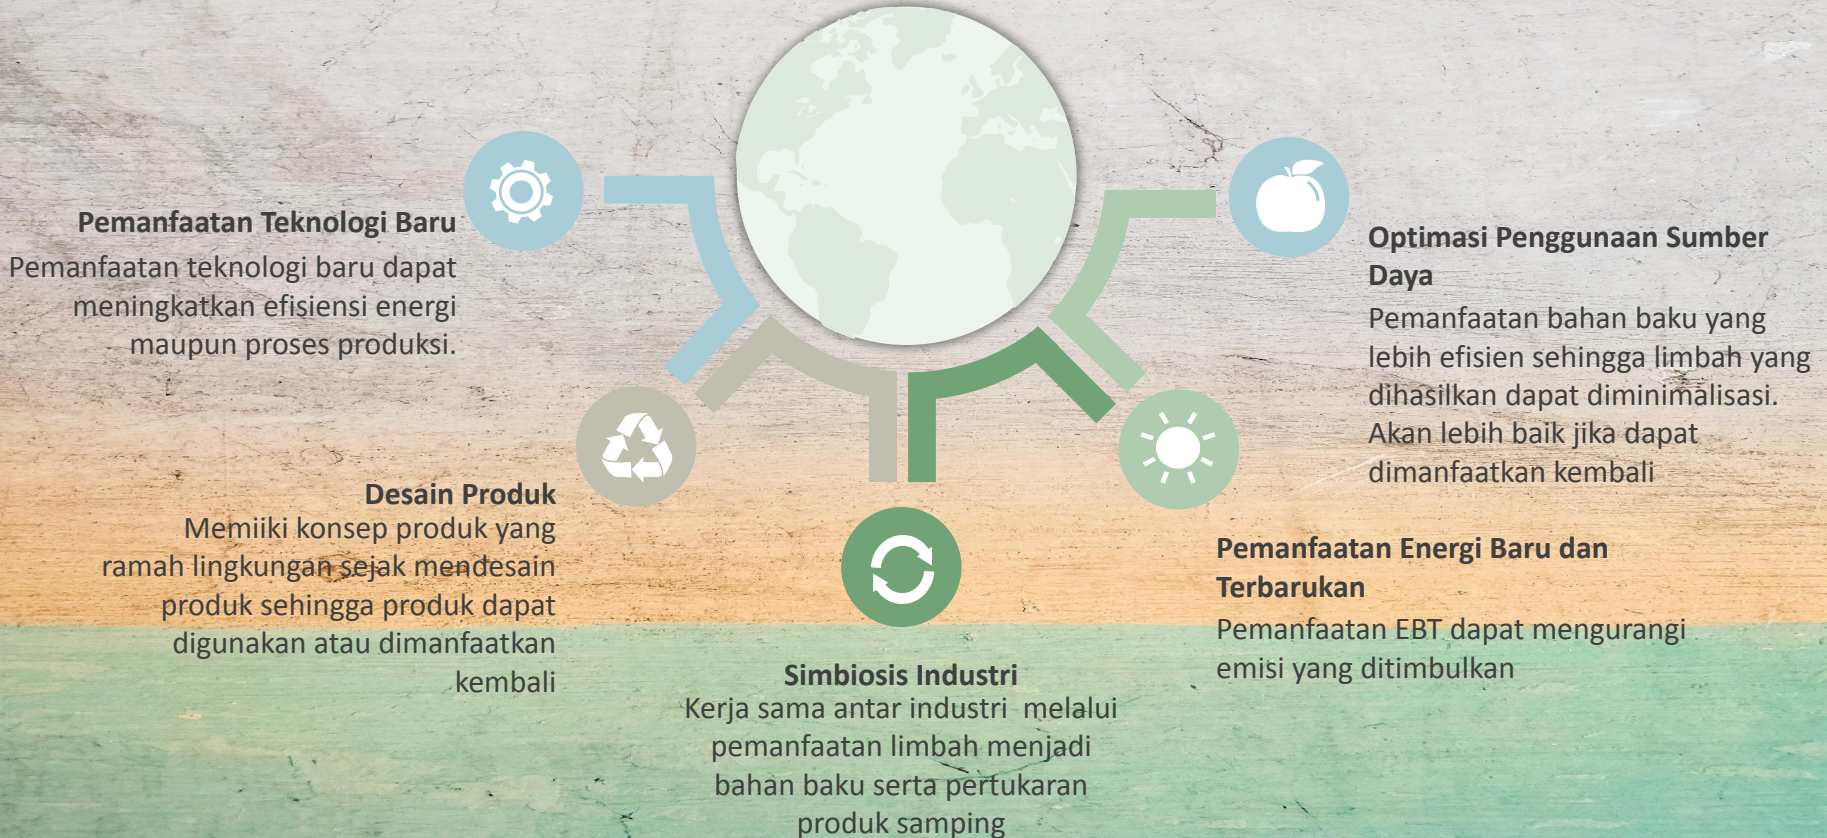 Pemanfaatan Teknologi Baru
Pemanfaatan teknologi baru dapat
meningkatkan efisiensi energi
maupun proses produksi.
Desain Produk
Memiiki konsep produk yang
ramah lingkungan sejak mendesain
produk sehingga produk dapat
digunakan atau dimanfaatkan
kembali
Simbiosis Industri
Kerja sama antar industri  melalui
pemanfaatan limbah menjadi
bahan baku serta pertukaran
produk samping
Pemanfaatan Energi Baru dan
Terbarukan
Pemanfaatan EBT dapat mengurangi
emisi yang ditimbulkan
Optimasi Penggunaan Sumber
Daya
Pemanfaatan bahan baku yang
lebih efisien sehingga limbah yang
dihasilkan dapat diminimalisasi.
Akan lebih baik jika dapat
dimanfaatkan kembali